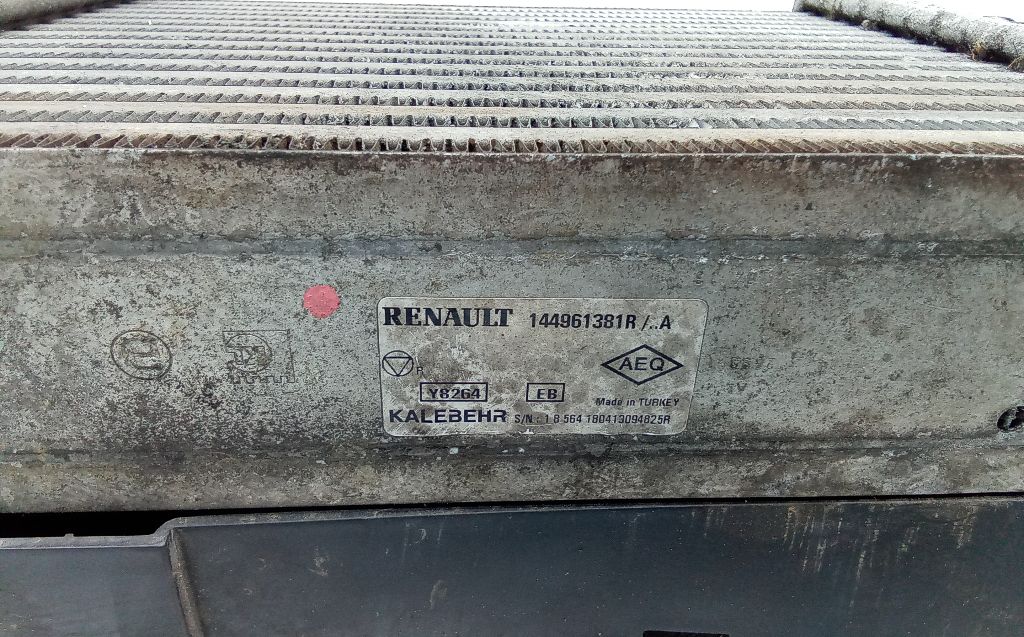 RENAULT 144961381R /..A
R
AEQ
Y8264 EB
Made in TURKEY
KALEBEHR S/N : 1 8 564 180413094825R